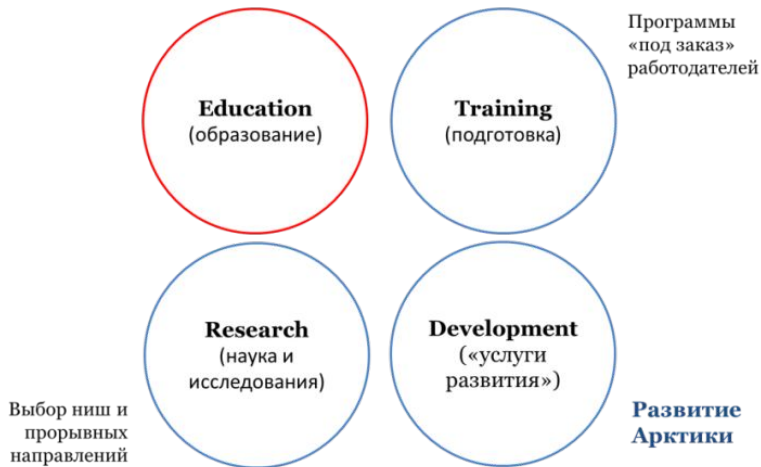 Программы
«под заказ»
работодателей
Education
(образование)
Training
(подготовка)
Research
(наука и
исследования)
Development
(«услуги
развития»)
Выбор ниш и
прорывных
направлений
Развитие
Арктики